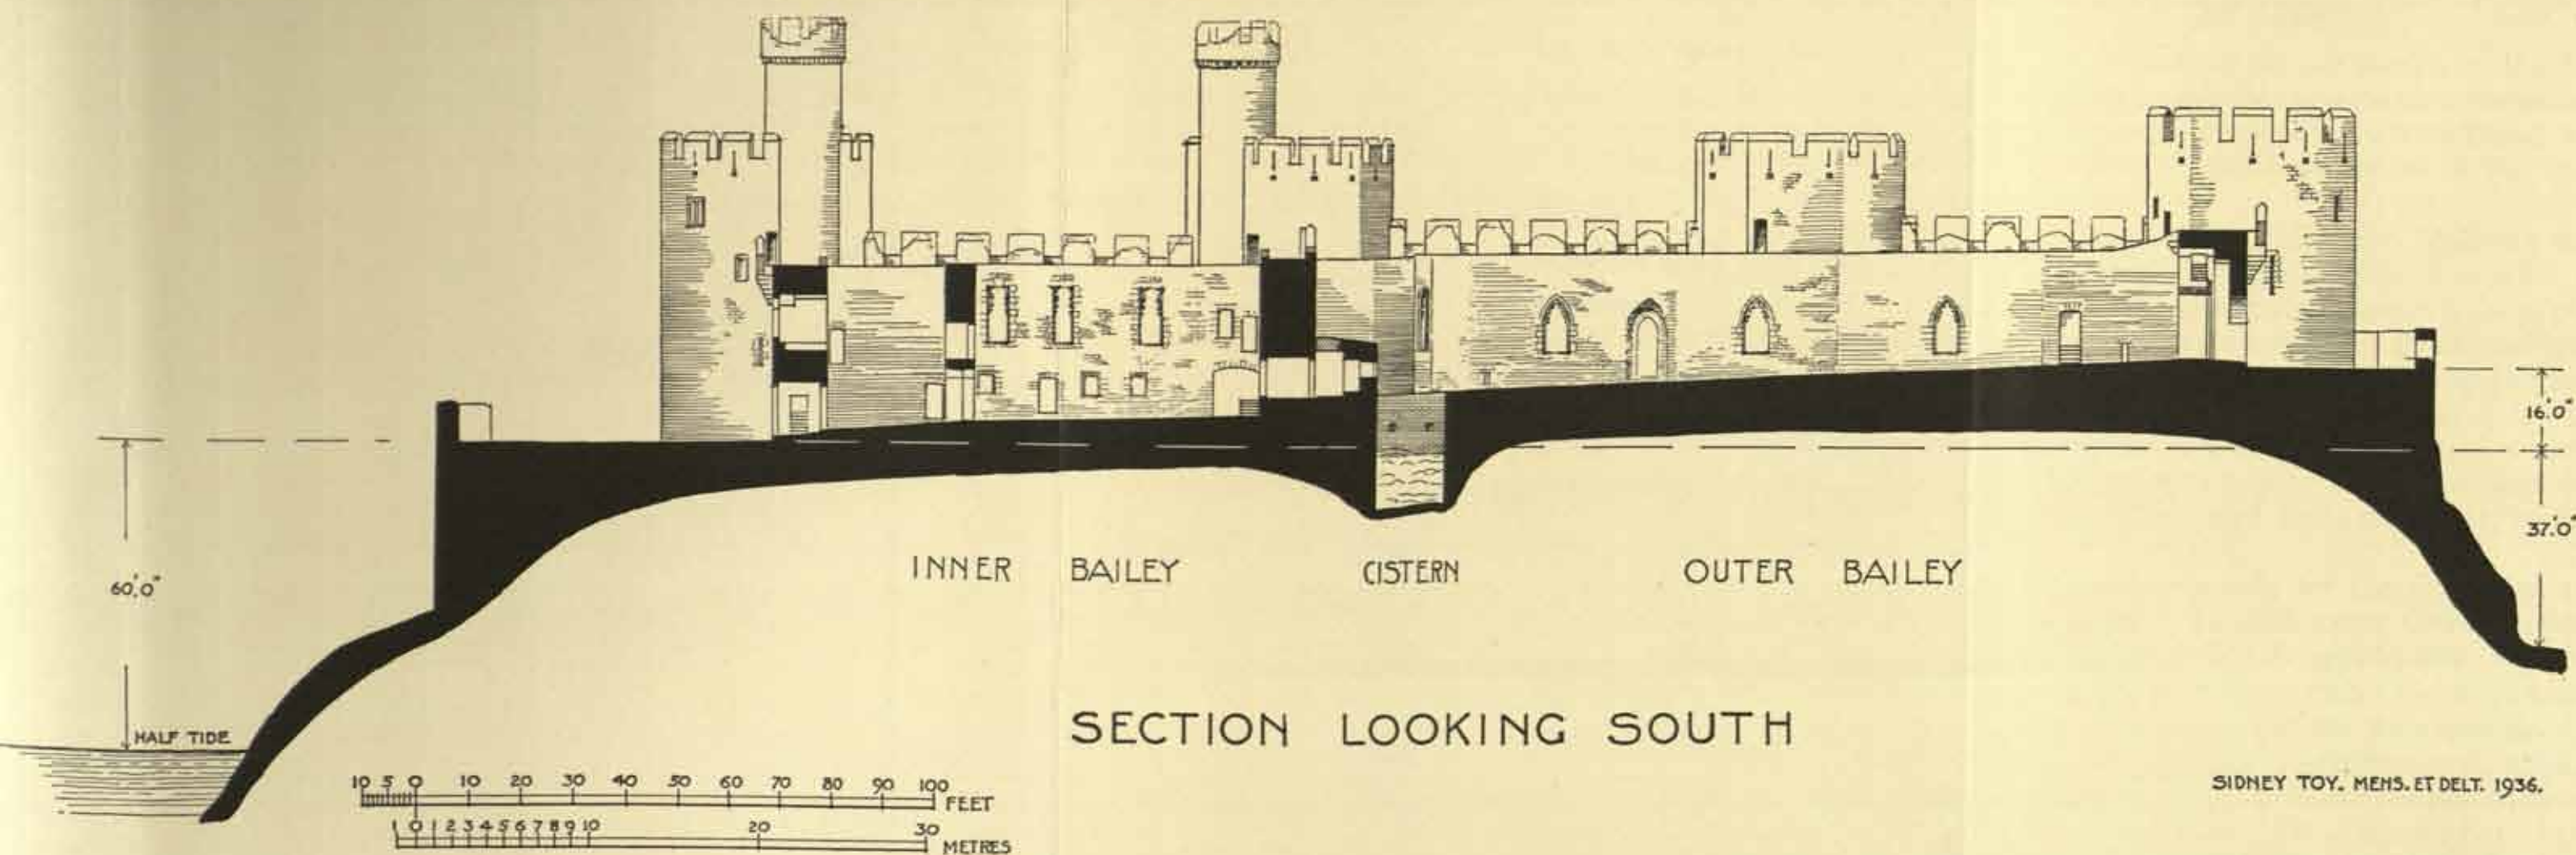 16'.0"
37'.0"
60'.0"
INNER BAILEY CISTERN OUTER BAILEY
HALF TIDE
SECTION LOOKING SOUTH
10 5 0 10 20 30 40 50 60 70 80 90 100
FEET
1 0 1 2 3 4 5 6 7 8 9 10 20 30
METRES
SIDNEY TOY. MENS. ET DELT. 1936.